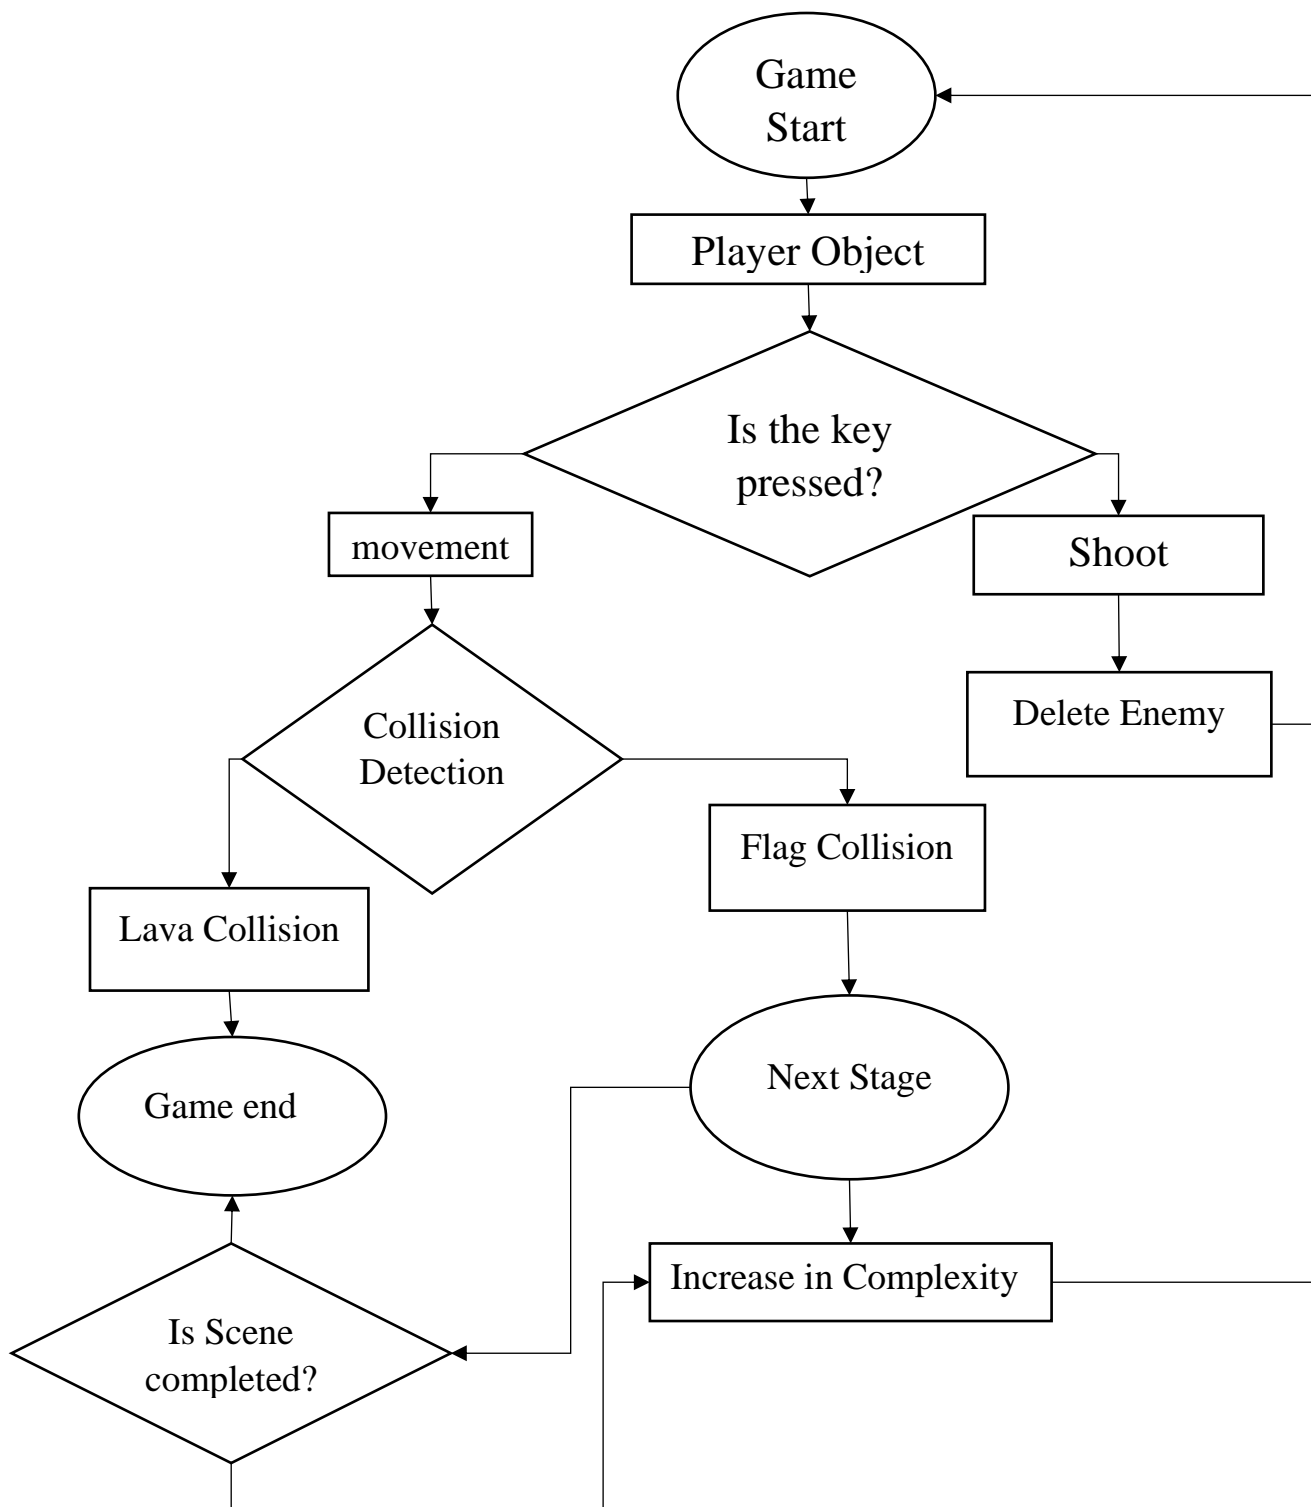 Game
Start
Player Object
Is the key
pressed?
movement
Shoot
Collision
Detection
Delete Enemy
Flag Collision
Lava Collision
Next Stage
Game end
Increase in Complexity
Is Scene
completed?